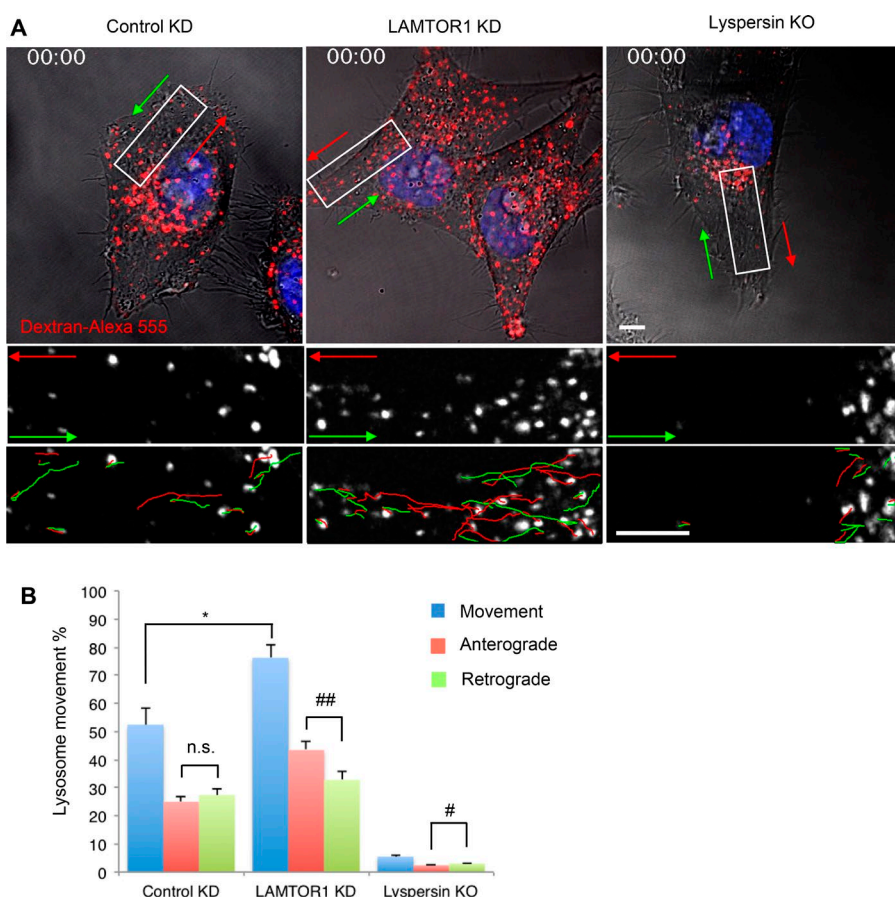 A
Control KD
LAMTOR1 KD
Lyspersin KO
00:00
00:00
00:00
Dextran-Alexa 555
B
Lysosome movement %
100
90
80
70
60
50
40
30
20
10
0
*
n.s.
##
#
Movement
Anterograde
Retrograde
Control KD
LAMTOR1 KD
Lyspersin KO